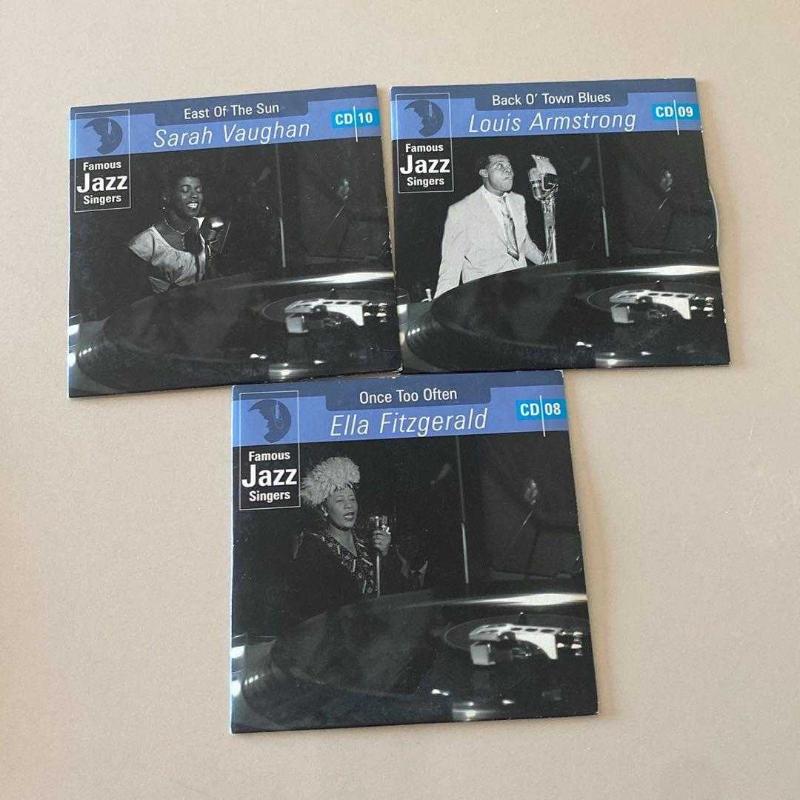 East Of The Sun
Sarah Vaughan
CD 10
Famous
Jazz
Singers
Back O' Town Blues
Louis Armstrong
CD 09
Famous
Jazz
Singers
Once Too Often
Ella Fitzgerald
CD 08
Famous
Jazz
Singers